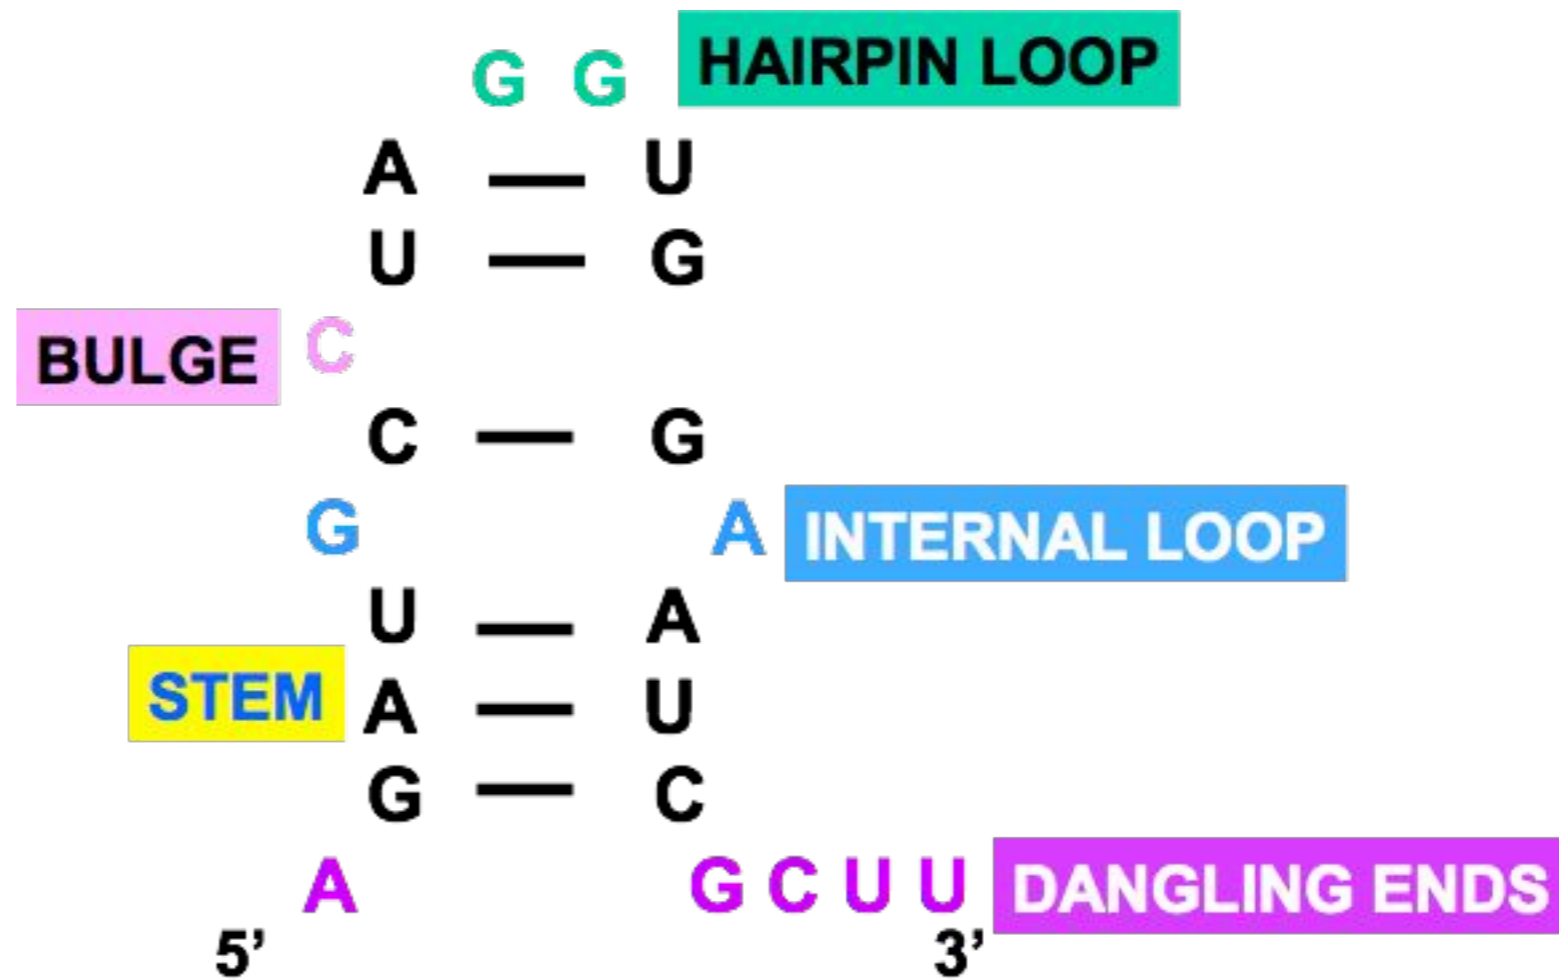 G G HAIRPIN LOOP
A — U
U — G
BULGE C
C — G
G A INTERNAL LOOP
U — A
STEM A — U
G — C
A G C U U DANGLING ENDS
5’ 3’